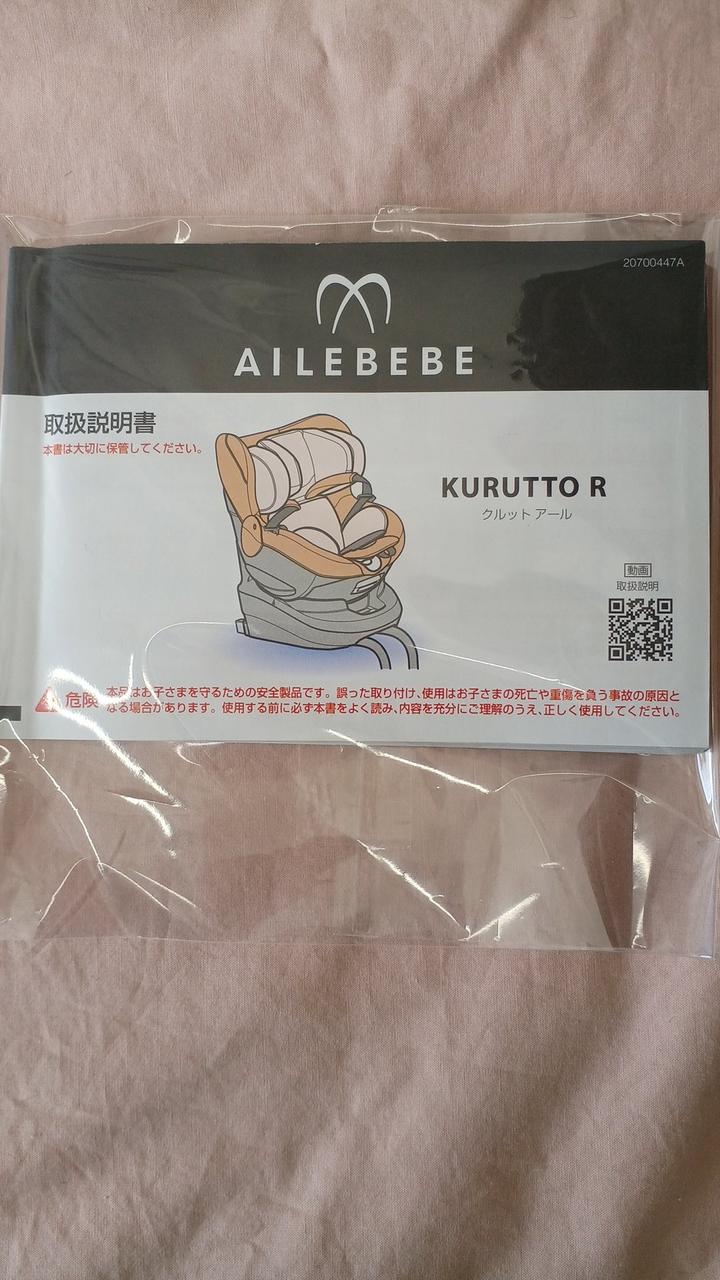 20700447A
AILEBEBE
取扱説明書
本書は大切に保管してください。
KURUTTO R
クルット アール
動画
取扱説明
危険
本品はお子さまを守るための安全製品です。誤った取り付け、使用はお子さまの死亡や重傷を負う事故の原因と
なる場合があります。使用する前に必ず本書をよく読み、内容を充分にご理解のうえ、正しく使用してください。